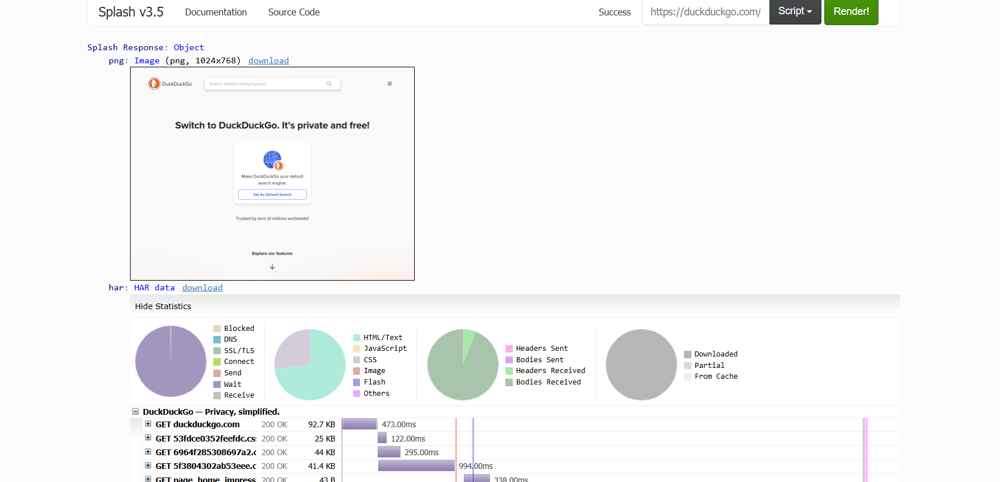 Splash v3.5 Documentation Source Code Success https://duckduckgo.com/ Script Render!
Splash Response: Object
png: Image (png, 1024x768) download
DuckDuckGo Search without being tracked
Switch to DuckDuckGo. It's private and free!
Make DuckDuckGo your default
search engine.
Set As Default Search
Trusted by tens of millions worldwide!
Explore our features
har: HAR data download
Hide Statistics
Blocked
DNS
SSL/TLS
Connect
Send
Wait
Receive
HTML/Text
JavaScript
CSS
Image
Flash
Others
Headers Sent
Bodies Sent
Headers Received
Bodies Received
Downloaded
Partial
From Cache
DuckDuckGo — Privacy, simplified.
GET duckduckgo.com 200 OK 92.7 KB 473.00ms
GET 53fdce0352feefdc.cs 200 OK 25 KB 122.00ms
GET 6964f285308697a2.c 200 OK 44 KB 295.00ms
GET 5f3804302ab53eee.c 200 OK 41.4 KB 994.00ms
GET page_home_impres 200 OK 43 B 338.00ms